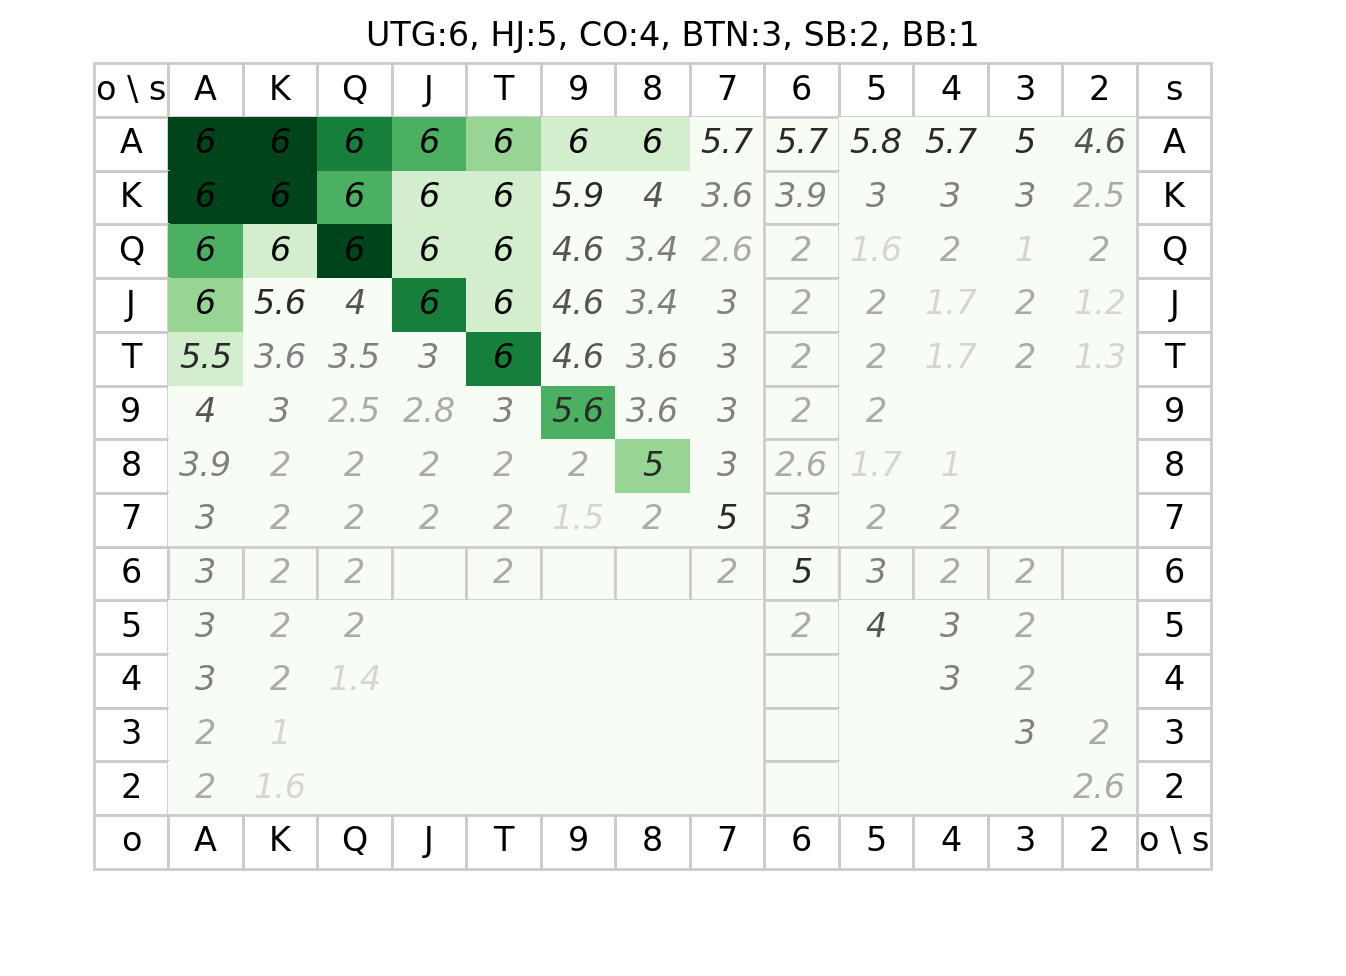 UTG:6, HJ:5, CO:4, BTN:3, SB:2, BB:1
o \ s A K Q J T 9 8 7 6 5 4 3 2 s
A 6 6 6 6 6 6 6 5.7 5.7 5.8 5.7 5 4.6 A
K 6 6 6 6 6 5.9 4 3.6 3.9 3 3 3 2.5 K
Q 6 6 6 6 6 4.6 3.4 2.6 2 1.6 2 1 2 Q
J 6 5.6 4 6 6 4.6 3.4 3 2 2 1.7 2 1.2 J
T 5.5 3.6 3.5 3 6 4.6 3.6 3 2 2 1.7 2 1.3 T
9 4 3 2.5 2.8 3 5.6 3.6 3 2 2 9
8 3.9 2 2 2 2 2 5 3 2.6 1.7 1 8
7 3 2 2 2 2 1.5 2 5 3 2 2 7
6 3 2 2 2 2 5 3 2 2 6
5 3 2 2 2 4 3 2 5
4 3 2 1.4 3 2 4
3 2 1 3 2 3
2 2 1.6 2.6 2
o A K Q J T 9 8 7 6 5 4 3 2 o \ s